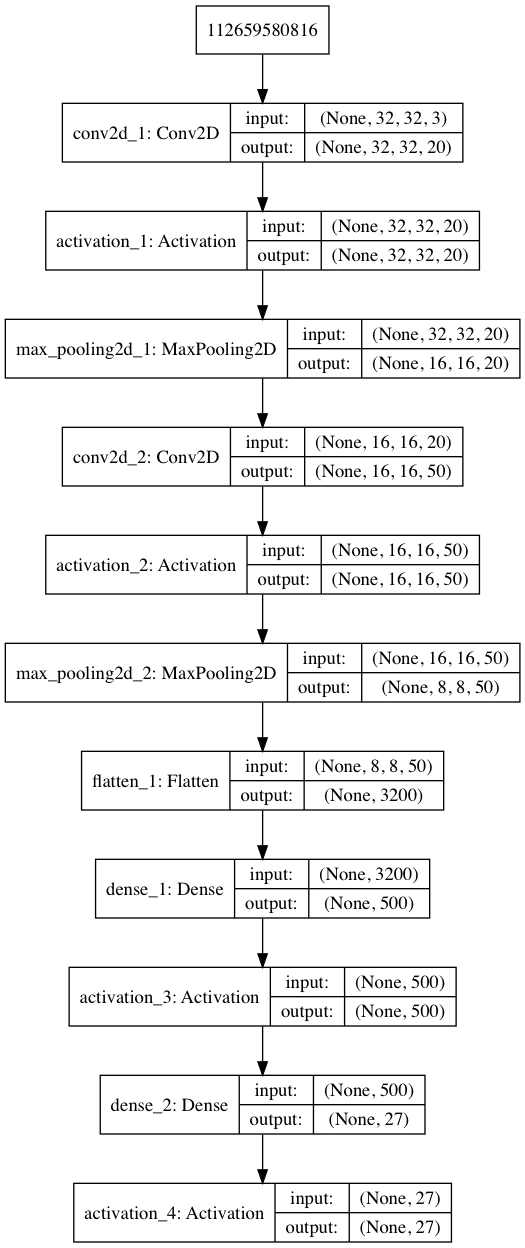 112659580816
conv2d_1: Conv2D
input: (None, 32, 32, 3)
output: (None, 32, 32, 20)
activation_1: Activation
input: (None, 32, 32, 20)
output: (None, 32, 32, 20)
max_pooling2d_1: MaxPooling2D
input: (None, 32, 32, 20)
output: (None, 16, 16, 20)
conv2d_2: Conv2D
input: (None, 16, 16, 20)
output: (None, 16, 16, 50)
activation_2: Activation
input: (None, 16, 16, 50)
output: (None, 16, 16, 50)
max_pooling2d_2: MaxPooling2D
input: (None, 16, 16, 50)
output: (None, 8, 8, 50)
flatten_1: Flatten
input: (None, 8, 8, 50)
output: (None, 3200)
dense_1: Dense
input: (None, 3200)
output: (None, 500)
activation_3: Activation
input: (None, 500)
output: (None, 500)
dense_2: Dense
input: (None, 500)
output: (None, 27)
activation_4: Activation
input: (None, 27)
output: (None, 27)